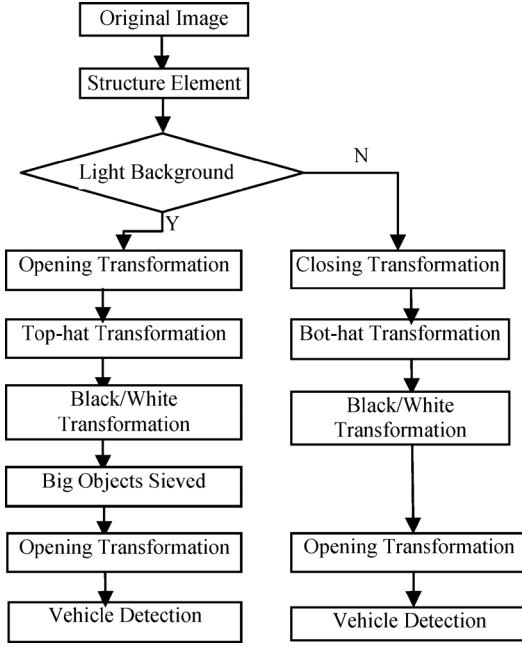 Original Image
Structure Element
Light Background
N
Y
Opening Transformation
Top-hat Transformation
Black/White
Transformation
Big Objects Sieved
Opening Transformation
Vehicle Detection
Closing Transformation
Bot-hat Transformation
Black/White
Transformation
Opening Transformation
Vehicle Detection